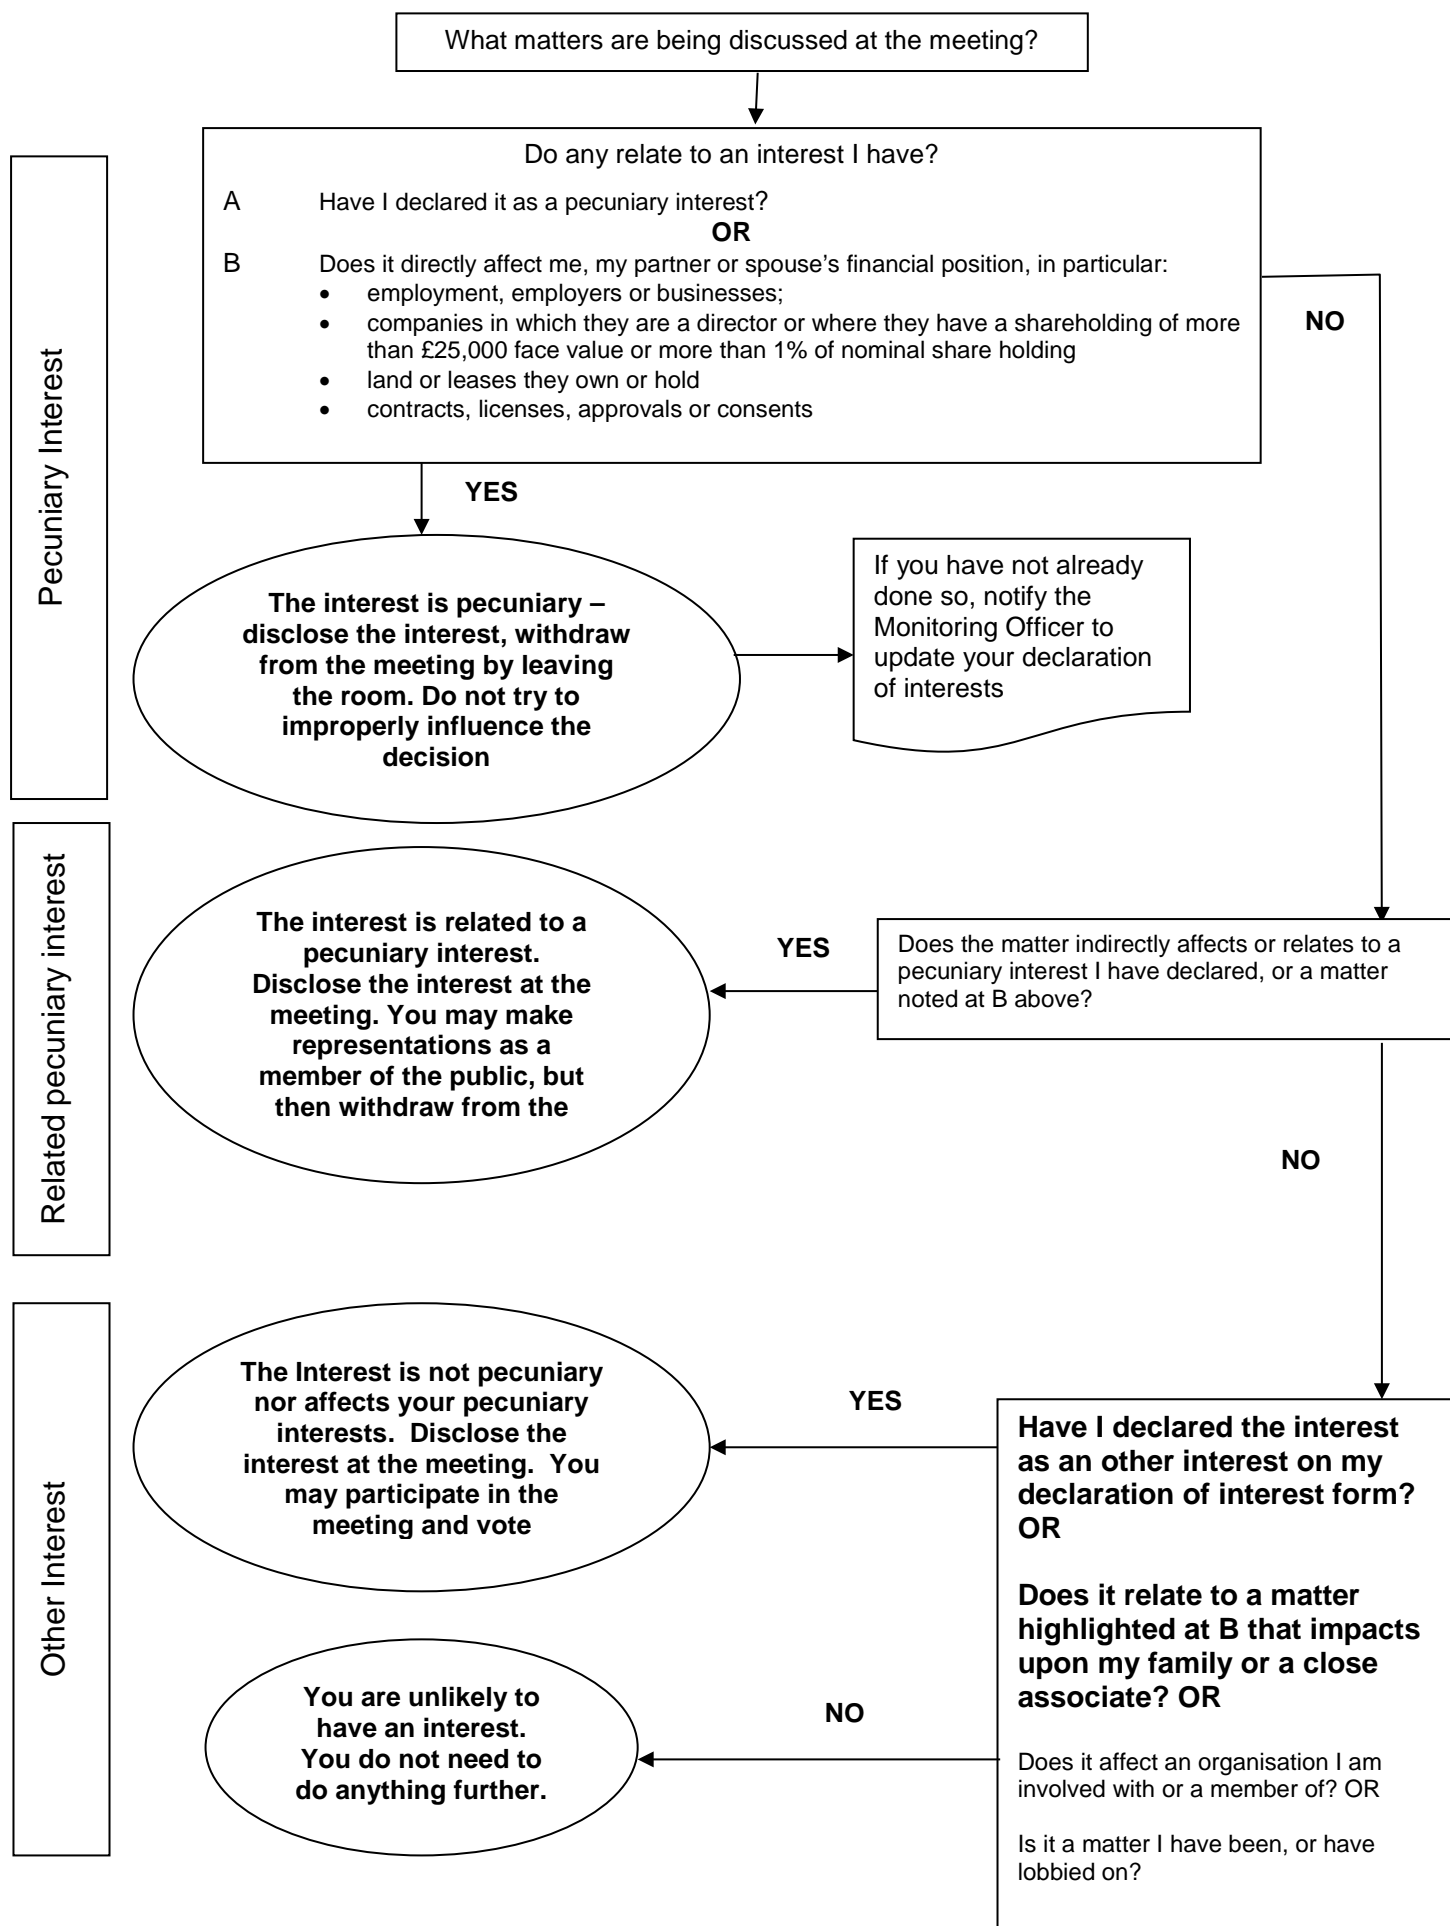 What matters are being discussed at the meeting?
Pecuniary Interest
Do any relate to an interest I have?
A Have I declared it as a pecuniary interest?
OR
B Does it directly affect me, my partner or spouse's financial position, in particular:
• employment, employers or businesses;
• companies in which they are a director or where they have a shareholding of more
than £25,000 face value or more than 1% of nominal share holding
• land or leases they own or hold
• contracts, licenses, approvals or consents
NO
YES
The interest is pecuniary –
disclose the interest, withdraw
from the meeting by leaving
the room. Do not try to
improperly influence the
decision
If you have not already
done so, notify the
Monitoring Officer to
update your declaration
of interests
Related pecuniary interest
The interest is related to a
pecuniary interest.
Disclose the interest at the
meeting. You may make
representations as a
member of the public, but
then withdraw from the
YES
Does the matter indirectly affects or relates to a
pecuniary interest I have declared, or a matter
noted at B above?
NO
Other Interest
The Interest is not pecuniary
nor affects your pecuniary
interests. Disclose the
interest at the meeting. You
may participate in the
meeting and vote
YES
Have I declared the interest
as an other interest on my
declaration of interest form?
OR
Does it relate to a matter
highlighted at B that impacts
upon my family or a close
associate? OR
Does it affect an organisation I am
involved with or a member of? OR
Is it a matter I have been, or have
lobbied on?
NO
You are unlikely to
have an interest.
You do not need to
do anything further.